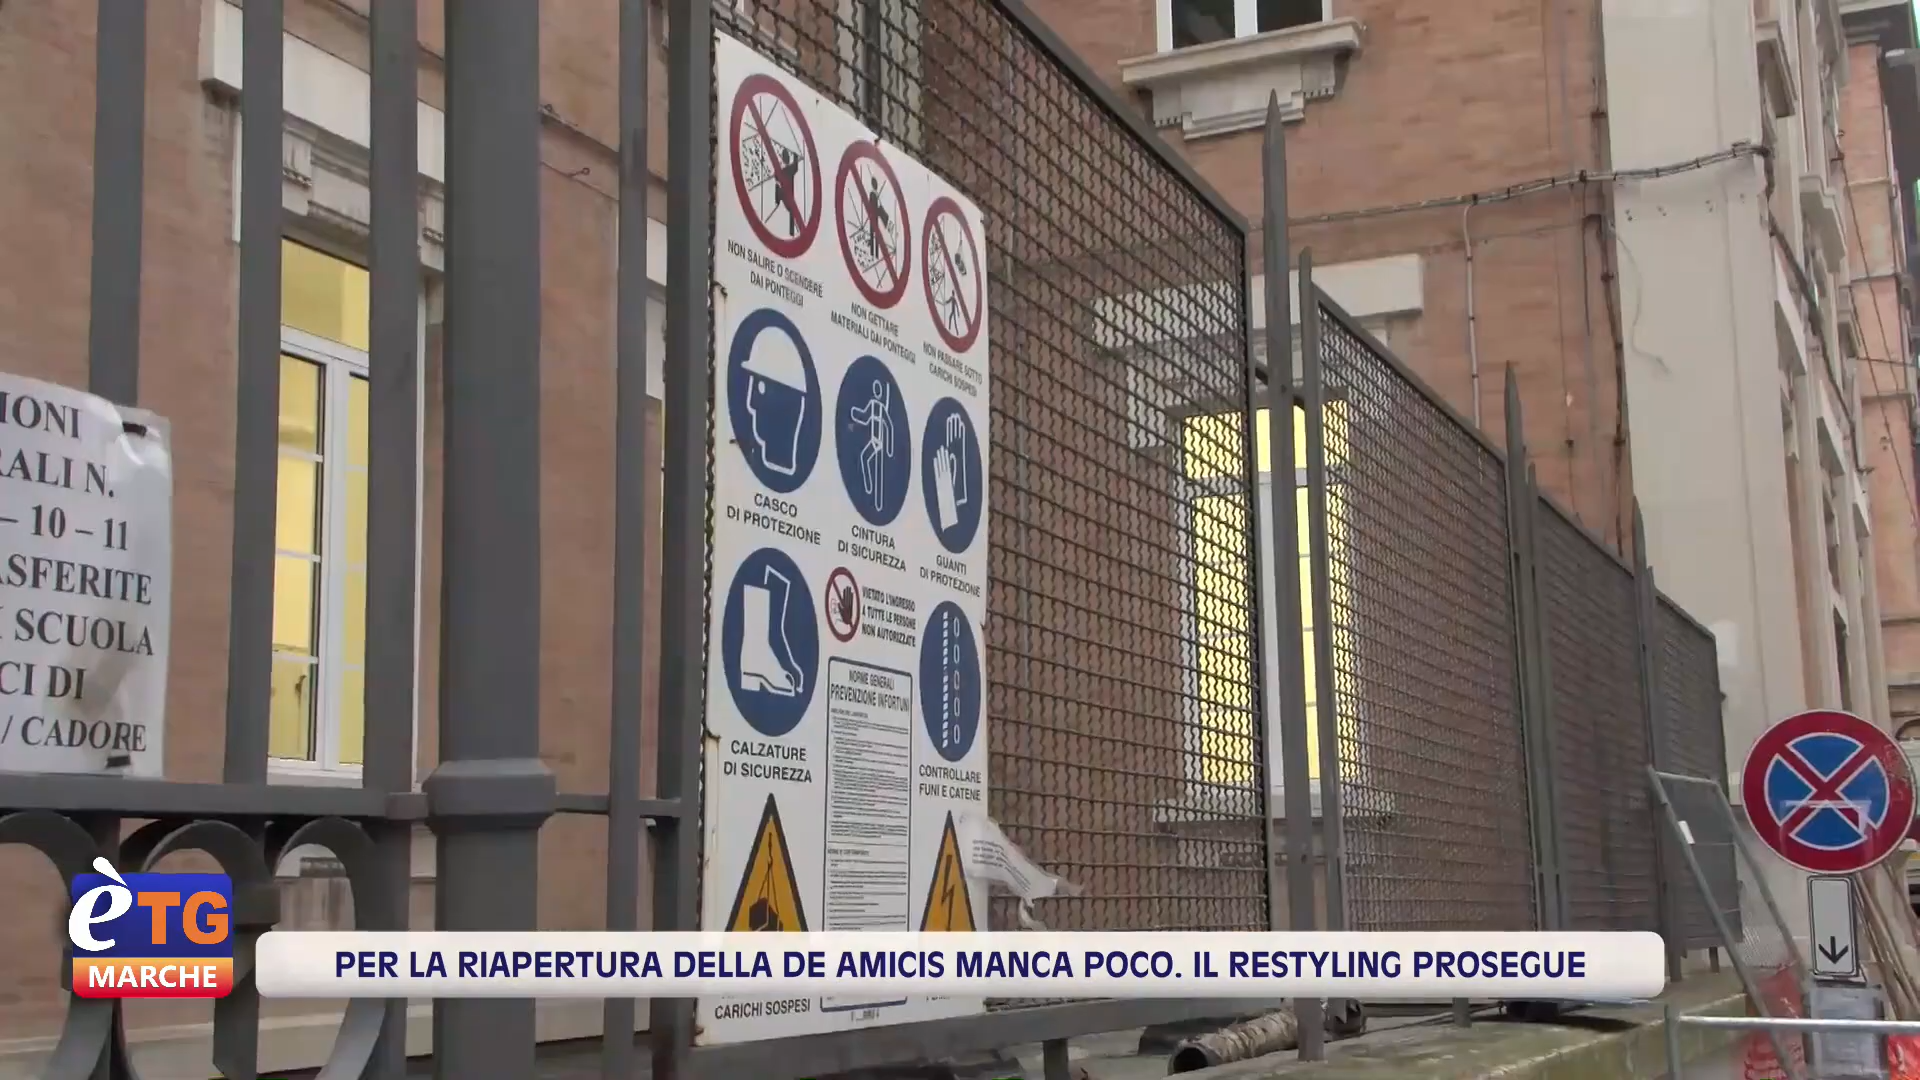 IONI
RALI N.
– 10 – 11
ASFERITE
SCUOLA
CI DI
/ CADORE
NON SALIRE O SCENDERE
DAI PONTEGGI
NON GETTARE
MATERIALI DAI PONTEGGI
NON PASSARE SOTTO
CARICHI SOSPESI
CASCO
DI PROTEZIONE
CINTURA
DI SICUREZZA
GUANTI
DI PROTEZIONE
VIETATO L'INGRESSO
A TUTTE LE PERSONE
NON AUTORIZZATE
CALZATURE
DI SICUREZZA
NORME GENERALI
PREVENZIONE INFORTUNI
CONTROLLARE
FUNI E CATENE
CARICHI SOSPESI
èTG
MARCHE
PER LA RIAPERTURA DELLA DE AMICIS MANCA POCO. IL RESTYLING PROSEGUE